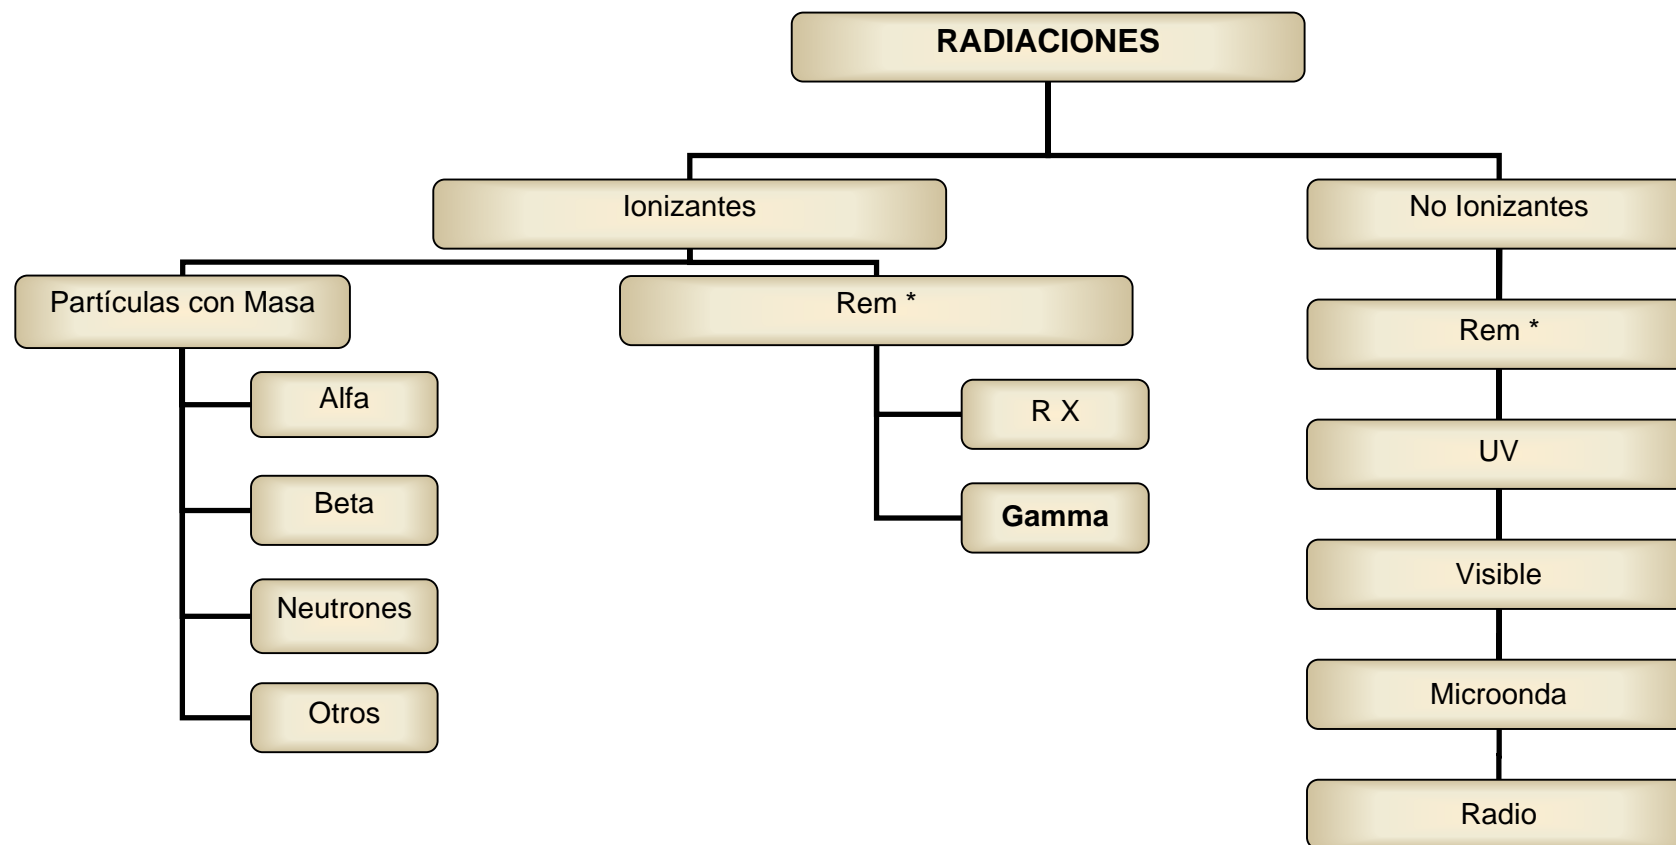 RADIACIONES
Ionizantes
No Ionizantes
Partículas con Masa
Rem *
Rem *
Alfa
R X
UV
Beta
Gamma
Visible
Neutrones
Microonda
Otros
Radio